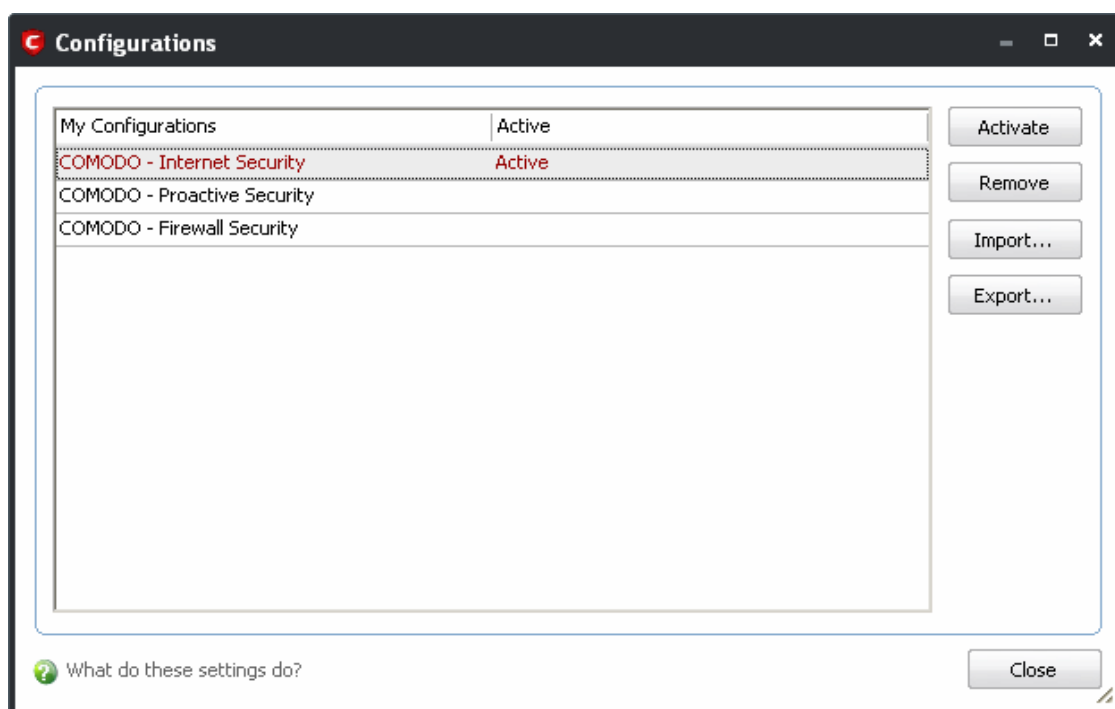 Configurations
My Configurations Active
COMODO - Internet Security Active
COMODO - Proactive Security
COMODO - Firewall Security
Activate
Remove
Import...
Export...
What do these settings do?
Close